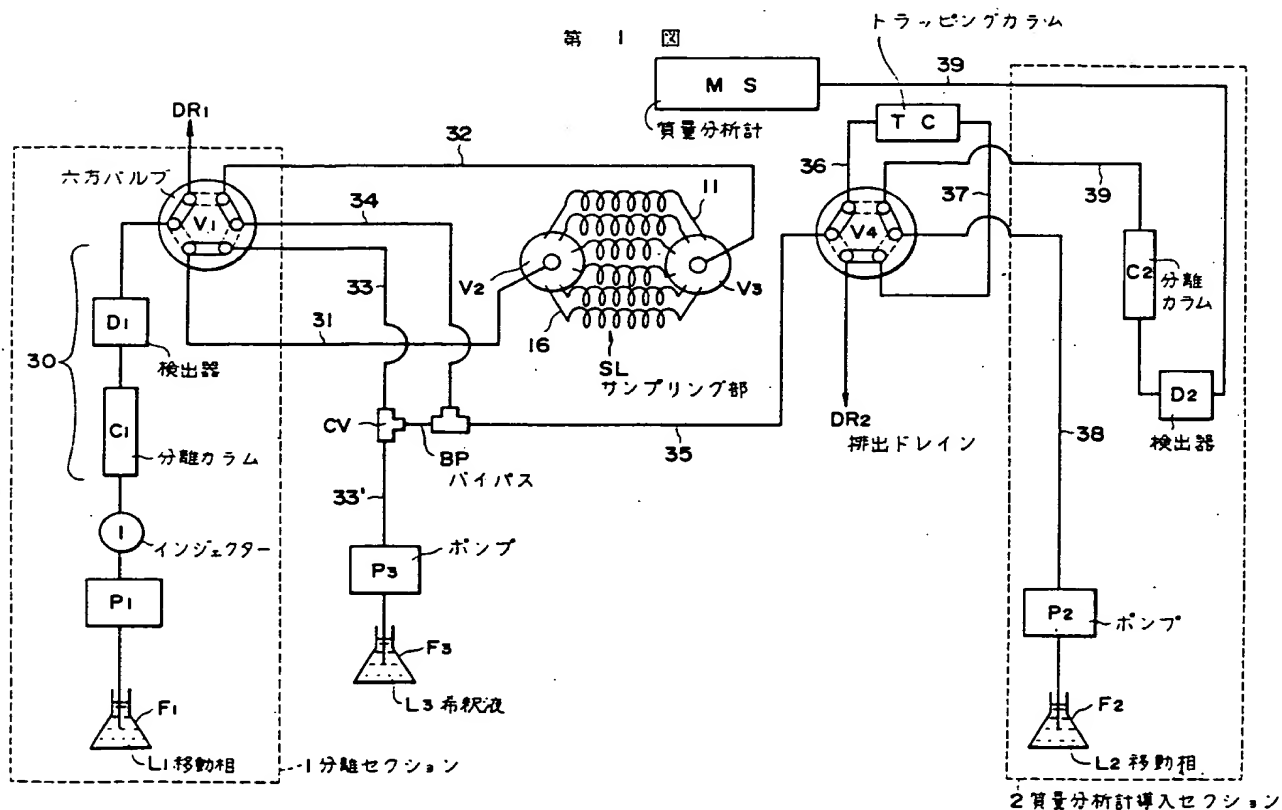 第 1 図
トラッピングカラム
MS
39
質量分析計
TC
DR1
32
36
37
39
六方バルブ
V1
34
11
V4
C2
分離カラム
33
V2
V3
D1
検出器
30
31
16
SL
サンプリング部
DR2
排出ドレイン
D2
検出器
C1
分離カラム
CV
BP
バイパス
35
38
33'
I
インジェクター
P3
ポンプ
P1
P2
ポンプ
F3
L3 希釈液
F1
L1 移動相
F2
L2 移動相
1 分離セクション
2 質量分析計導入セクション